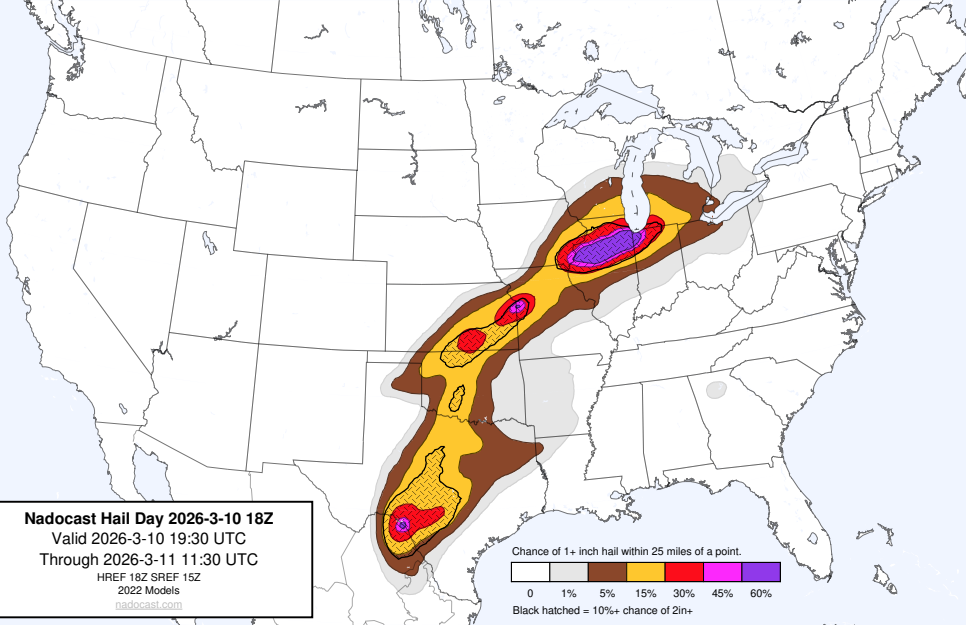 Nadocast Hail Day 2026-3-10 18Z
Valid 2026-3-10 19:30 UTC
Through 2026-3-11 11:30 UTC
HREF 18Z SREF 15Z
2022 Models
nadocast.com
Chance of 1+ inch hail within 25 miles of a point.
0 1% 5% 15% 30% 45% 60%
Black hatched = 10%+ chance of 2in+